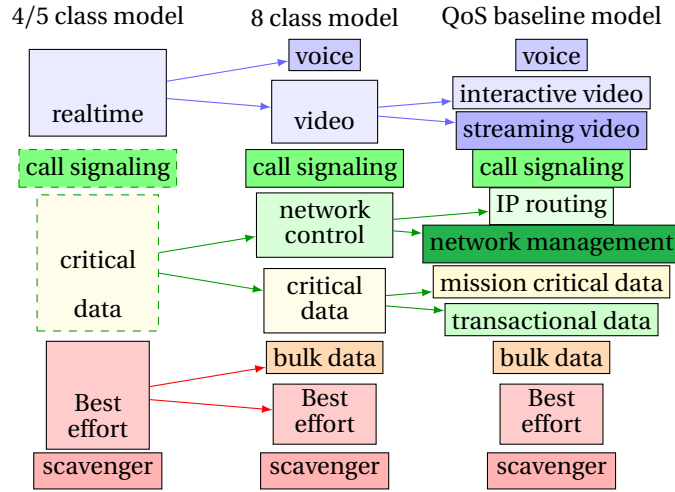 4/5 class model
8 class model
QoS baseline model
realtime
call signaling
critical
data
Best
effort
scavenger
voice
video
call signaling
network
control
critical
data
bulk data
Best
effort
scavenger
voice
interactive video
streaming video
call signaling
IP routing
network management
mission critical data
transactional data
bulk data
Best
effort
scavenger